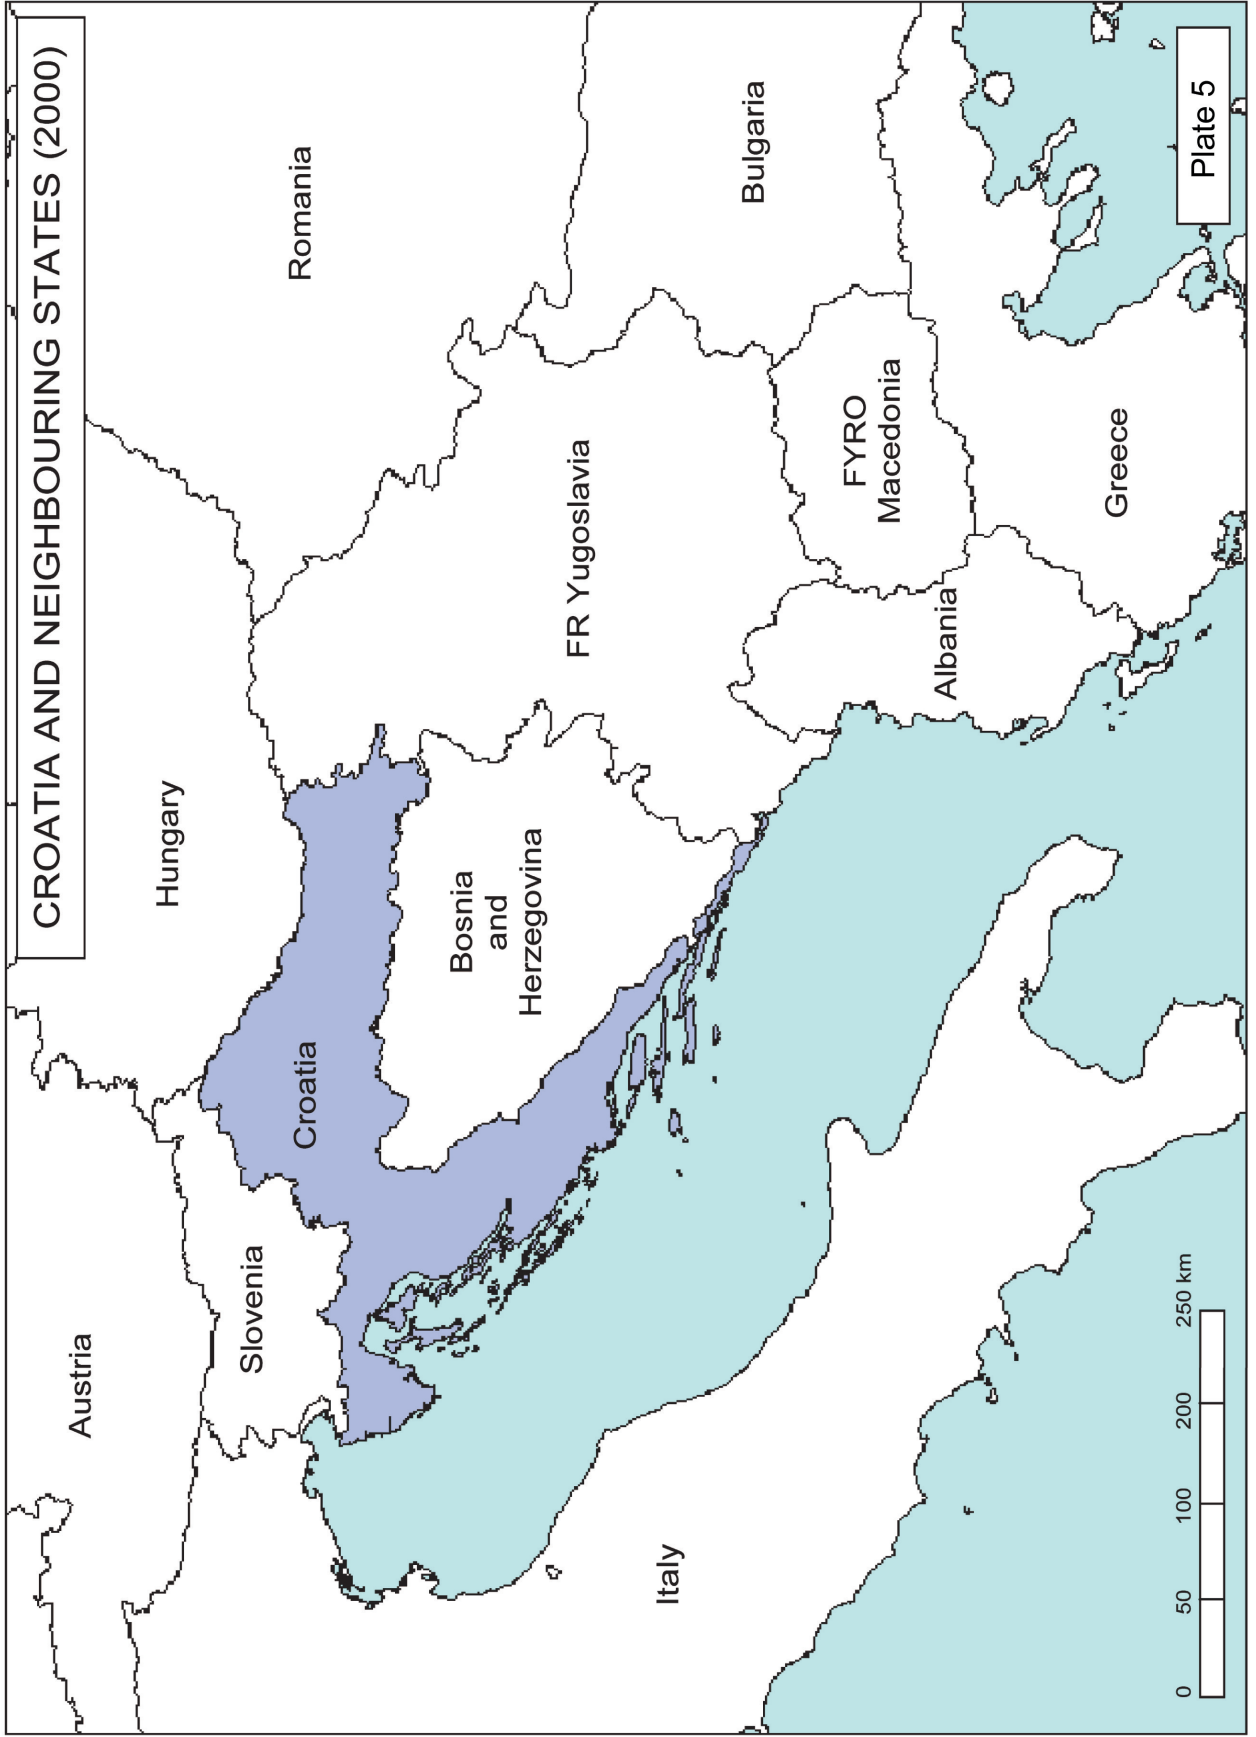 CROATIA AND NEIGHBOURING STATES (2000)
Austria
Hungary
Slovenia
Romania
Croatia
Bosnia
and
Herzegovina
FR Yugoslavia
Italy
Bulgaria
FYRO
Macedonia
Albania
Greece
0 50 100 200 250 km
Plate 5